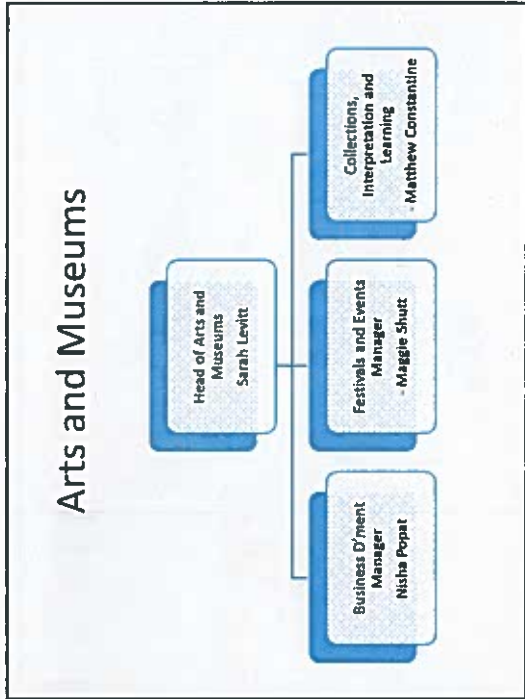 Arts and Museums
Head of Arts and
Museums
Sarah Levitt
Business D'ment
Manager
Nisha Popat
Festivals and Events
Manager
- Maggie Shutt
Collections,
Interpretation and
Learning
- Matthew Constantine